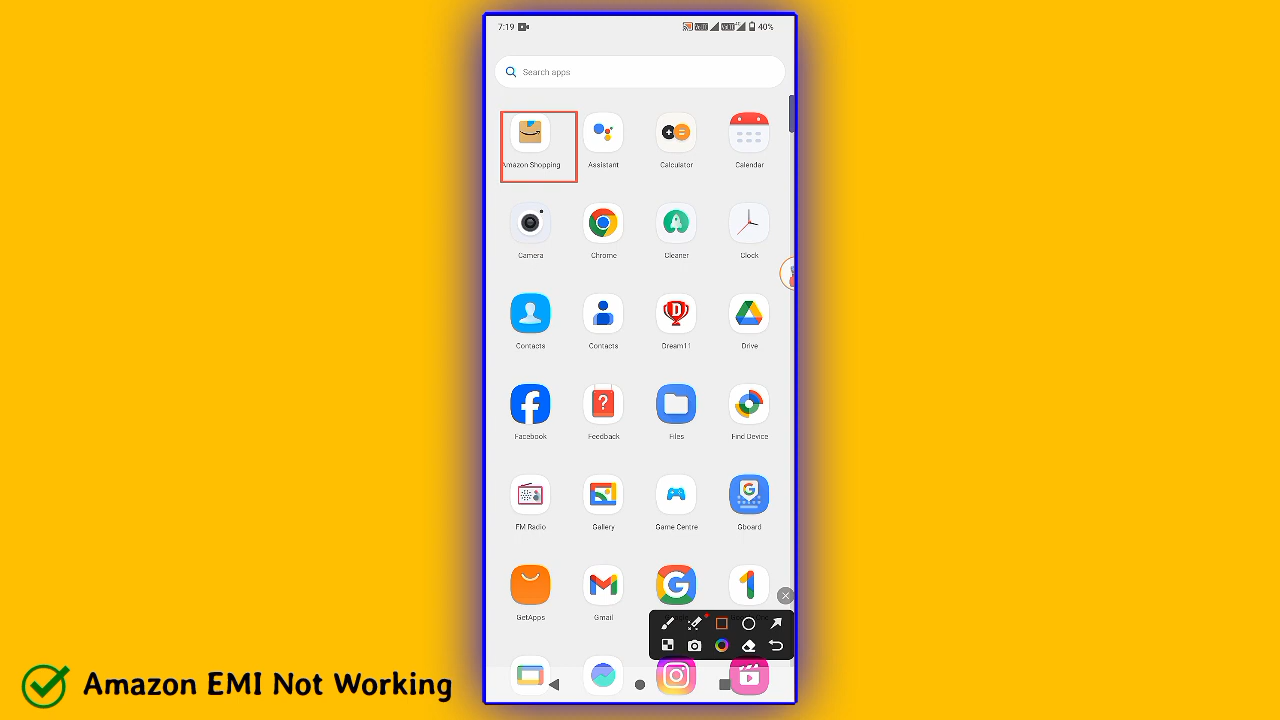 7:19
40%
Search apps
Amazon Shopping
Assistant
Calculator
Calendar
Camera
Chrome
Cleaner
Clock
Contacts
Contacts
Dream11
Drive
Facebook
Feedback
Files
Find Device
FM Radio
Gallery
Game Centre
Gboard
GetApps
Gmail
Amazon EMI Not Working